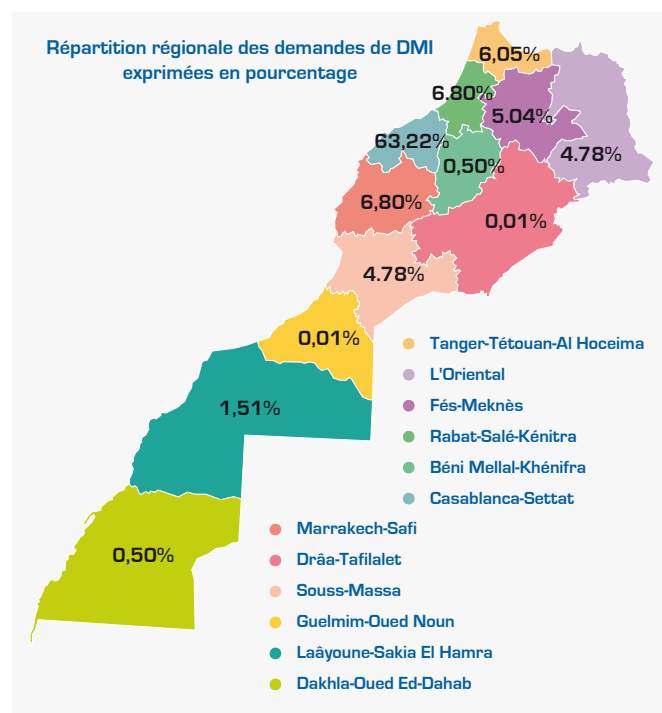 Répartition régionale des demandes de DMI
exprimées en pourcentage
6,05%
6.80%
5.04%
63,22%
0,50%
4.78%
6,80%
0,01%
4.78%
0,01%
1,51%
0,50%
Tanger-Tétouan-Al Hoceima
L'Oriental
Fés-Meknès
Rabat-Salé-Kénitra
Béni Mellal-Khénifra
Casablanca-Settat
Marrakech-Safi
Drâa-Tafilalet
Souss-Massa
Guelmim-Oued Noun
Laâyoune-Sakia El Hamra
Dakhla-Oued Ed-Dahab